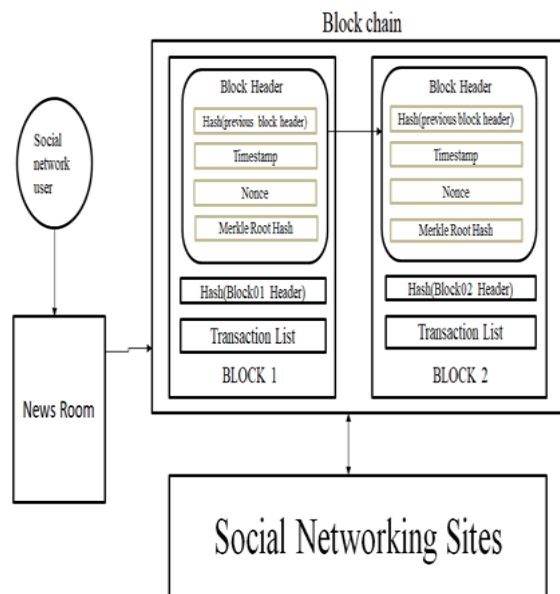 Block chain
Social
network
user
News Room
Block Header
Hash(previous block header)
Timestamp
Nonce
Merkle Root Hash
Hash(Block01 Header)
Transaction List
BLOCK 1
Block Header
Hash(previous block header)
Timestamp
Nonce
Merkle Root Hash
Hash(Block02 Header)
Transaction List
BLOCK 2
Social Networking Sites